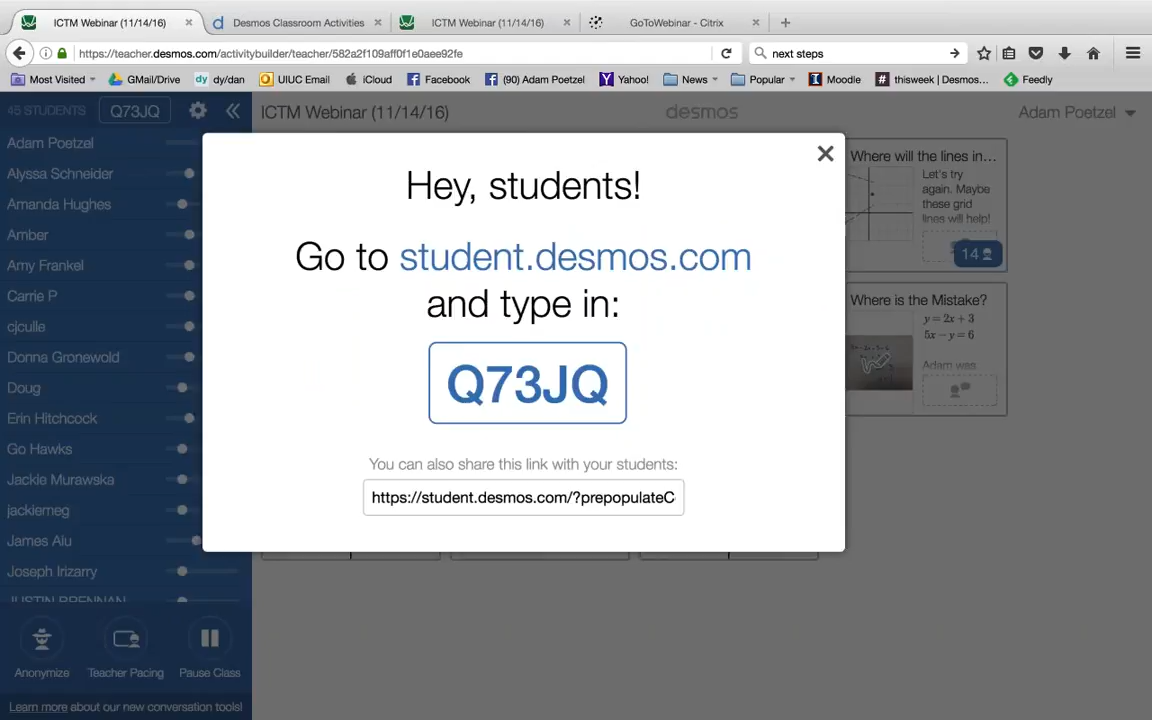 ICTM Webinar (11/14/16)
Desmos Classroom Activities
ICTM Webinar (11/14/16)
GoToWebinar - Citrix
https://teacher.desmos.com/activitybuilder/teacher/582a2f109aff0f1e0aee92fe
next steps
Most Visited
GMail/Drive
dy/dan
UIUC Email
iCloud
Facebook
(90) Adam Poetzel
Yahoo!
News
Popular
Moodle
thisweek | Desmos...
Feedly
45 STUDENTS
Q73JQ
ICTM Webinar (11/14/16)
desmos
Adam Poetzel
Adam Poetzel
Alyssa Schneider
Amanda Hughes
Amber
Amy Frankel
Carrie P
cjculle
Donna Gronewold
Doug
Erin Hitchcock
Go Hawks
Jackie Murawska
jackiemeg
James Alu
Joseph Irizarry
JUSTIN BRENNAN
Anonymize
Teacher Pacing
Pause Class
Learn more about our new conversation tools!
Hey, students!
Go to student.desmos.com
and type in:
Q73JQ
You can also share this link with your students:
https://student.desmos.com/?prepopulateC
Where will the lines in...
Let's try
again. Maybe
these grid
lines will help!
14
Where is the Mistake?
y = 2x + 3
5x − y = 6
Adam was